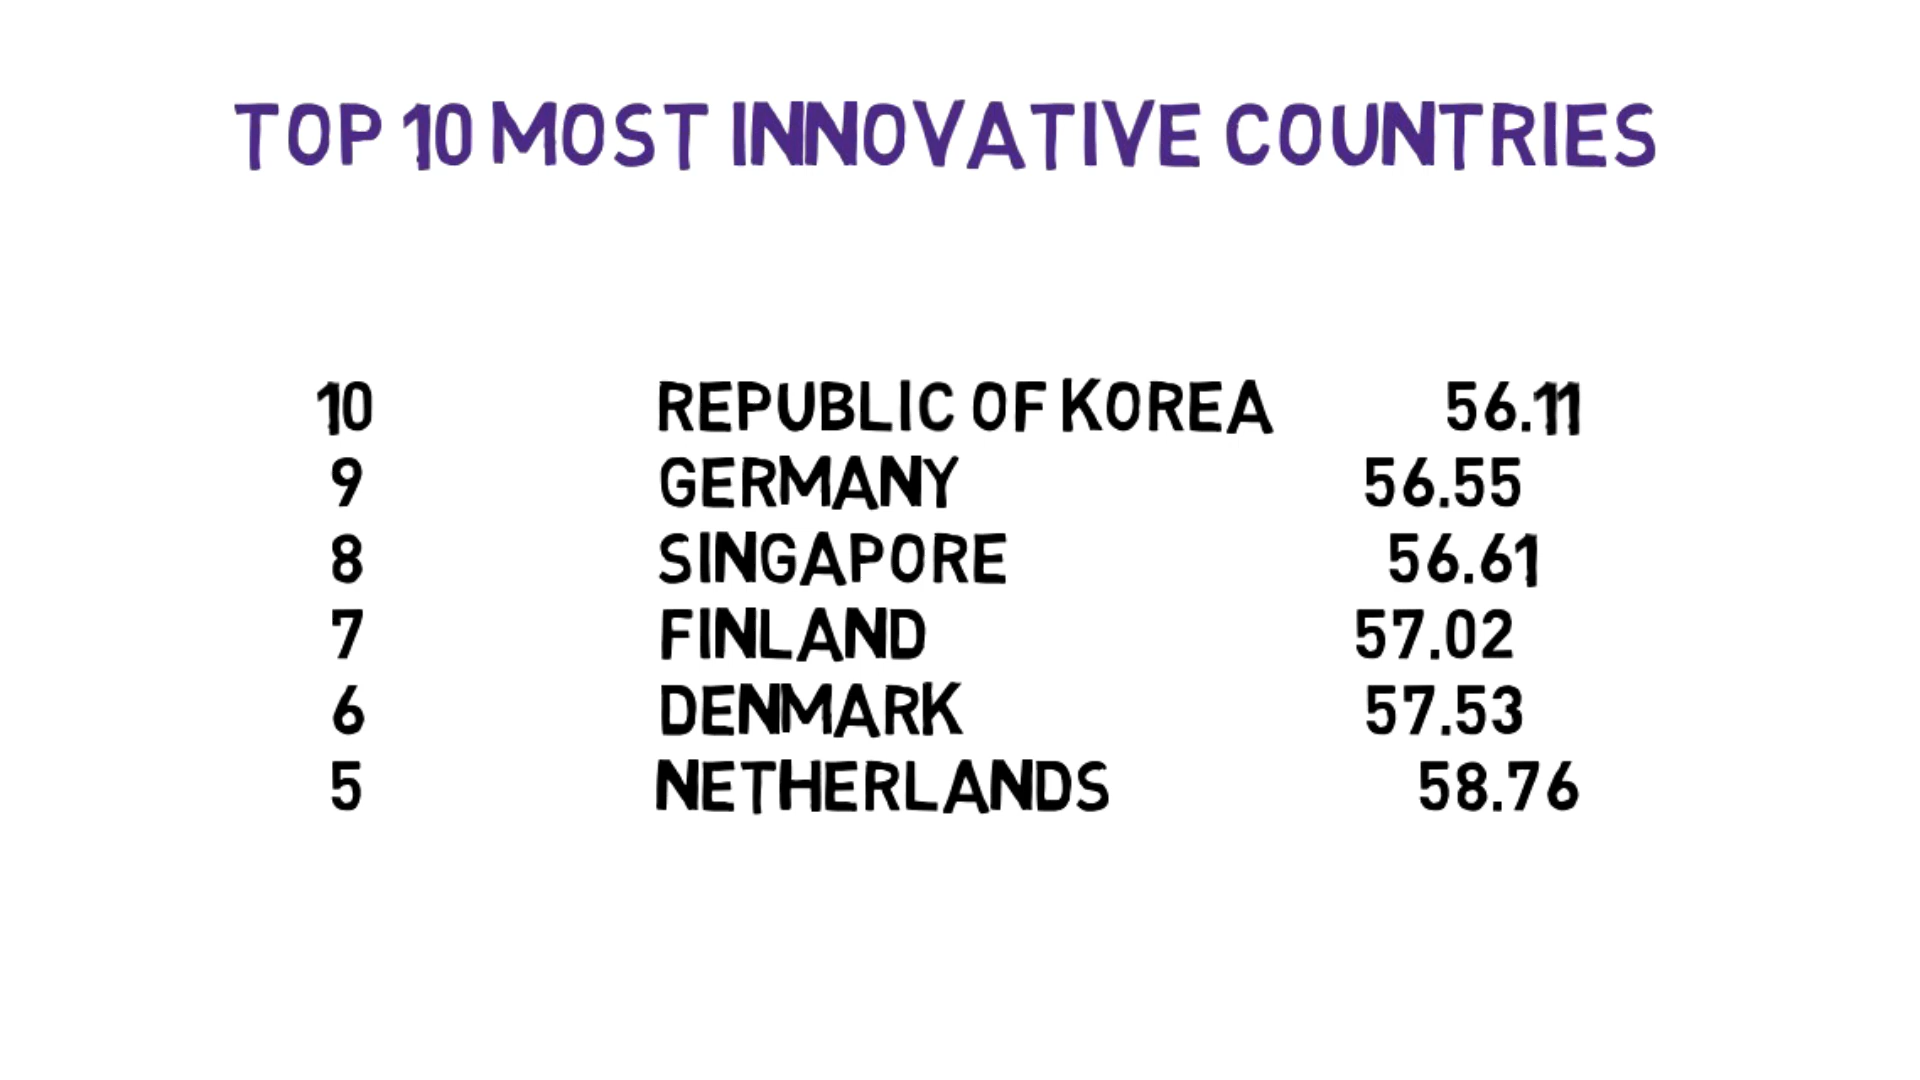 TOP 10 MOST INNOVATIVE COUNTRIES
10 REPUBLIC OF KOREA 56.11
9 GERMANY 56.55
8 SINGAPORE 56.61
7 FINLAND 57.02
6 DENMARK 57.53
5 NETHERLANDS 58.76